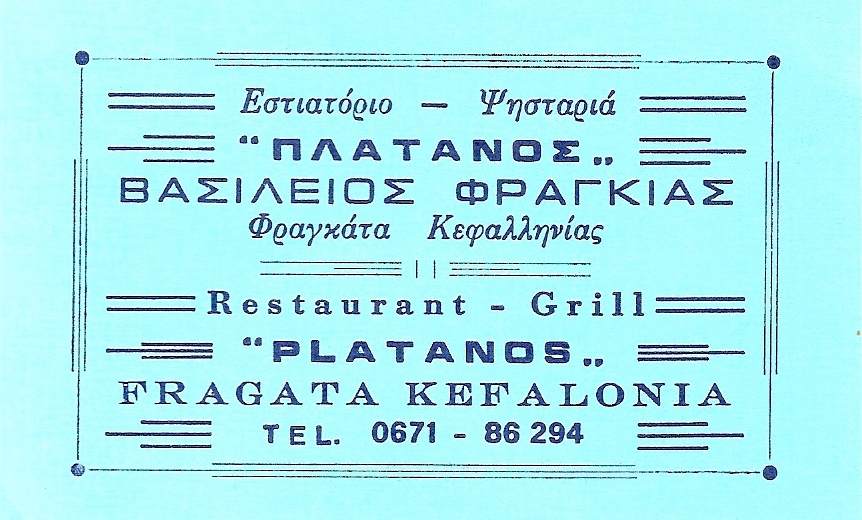 Εστιατόριο — Ψησταριά
“ΠΛΑΤΑΝΟΣ„
ΒΑΣΙΛΕΙΟΣ ΦΡΑΓΚΙΑΣ
Φραγκάτα Κεφαλληνίας
Restaurant - Grill
“PLATANOS„
FRAGATA KEFALONIA
TEL. 0671 - 86 294